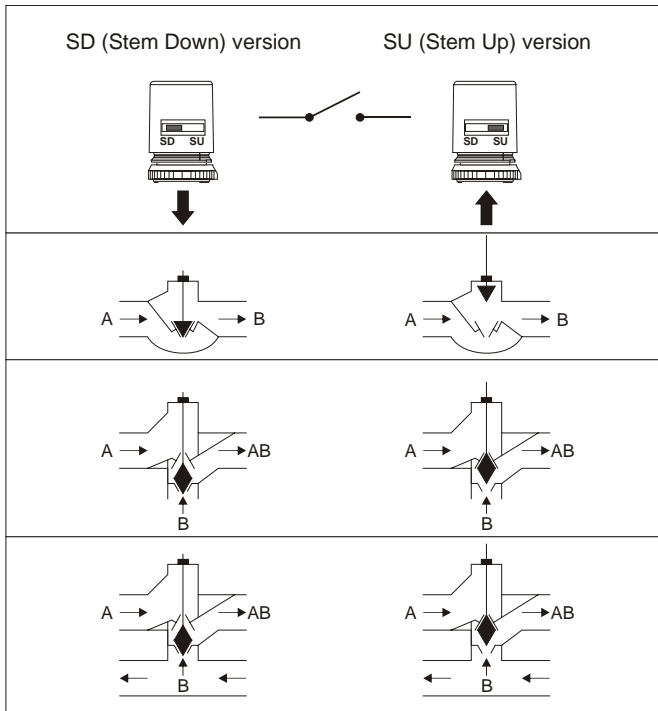 SD (Stem Down) version SU (Stem Up) version
SD SU SD SU
A B A B
A AB A AB
B B
A AB A AB
B B